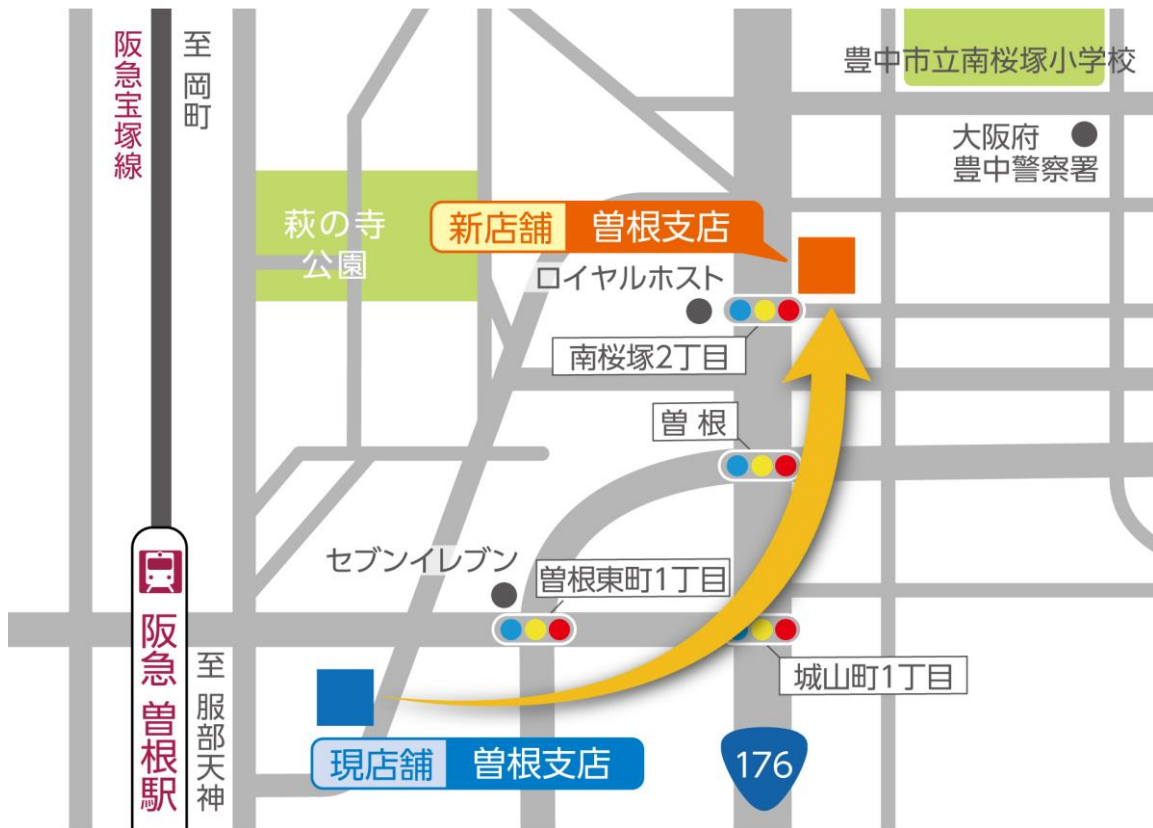 阪急宝塚線
至 岡町
豊中市立南桜塚小学校
大阪府
豊中警察署
萩の寺
公園
新店舗 曽根支店
ロイヤルホスト
南桜塚2丁目
曽根
セブンイレブン
曽根東町1丁目
城山町1丁目
阪急 曽根駅
至 服部天神
現店舗 曽根支店
176